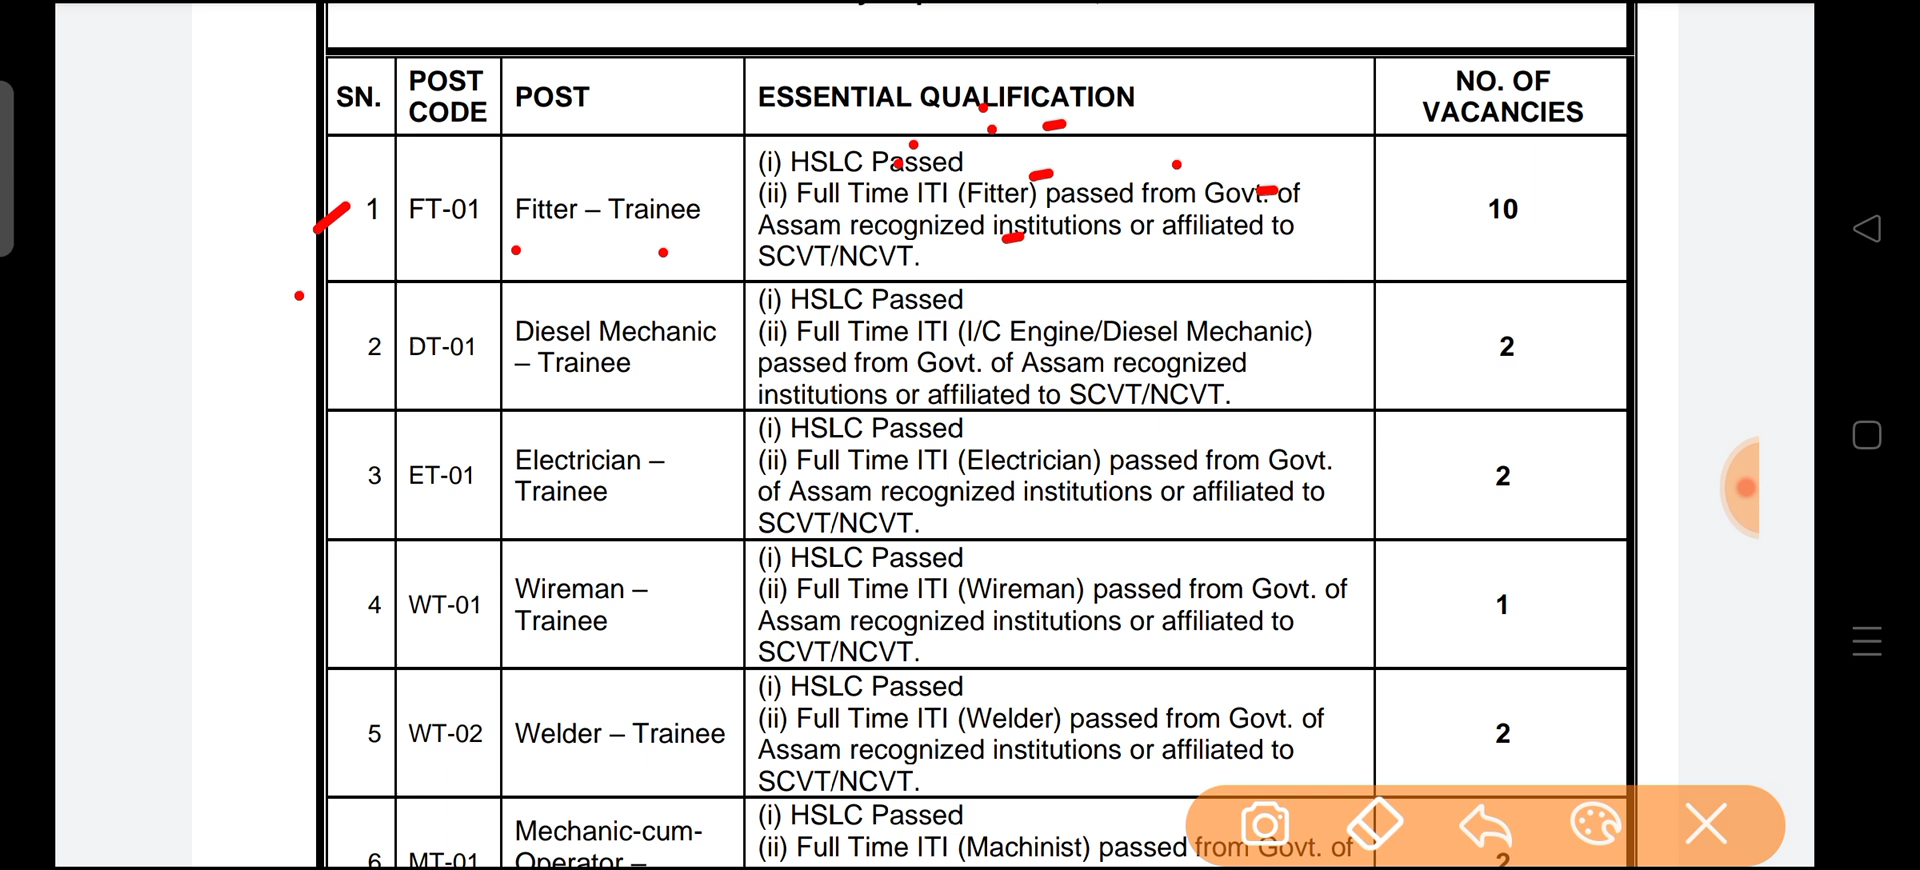 SN.
POST
CODE
POST
ESSENTIAL QUALIFICATION
NO. OF
VACANCIES
1
FT-01
Fitter – Trainee
(i) HSLC Passed
(ii) Full Time ITI (Fitter) passed from Govt. of
Assam recognized institutions or affiliated to
SCVT/NCVT.
10
2
DT-01
Diesel Mechanic
– Trainee
(i) HSLC Passed
(ii) Full Time ITI (I/C Engine/Diesel Mechanic)
passed from Govt. of Assam recognized
institutions or affiliated to SCVT/NCVT.
2
3
ET-01
Electrician –
Trainee
(i) HSLC Passed
(ii) Full Time ITI (Electrician) passed from Govt.
of Assam recognized institutions or affiliated to
SCVT/NCVT.
2
4
WT-01
Wireman –
Trainee
(i) HSLC Passed
(ii) Full Time ITI (Wireman) passed from Govt. of
Assam recognized institutions or affiliated to
SCVT/NCVT.
1
5
WT-02
Welder – Trainee
(i) HSLC Passed
(ii) Full Time ITI (Welder) passed from Govt. of
Assam recognized institutions or affiliated to
SCVT/NCVT.
2
6
MT-01
Mechanic-cum-
Operator –
(i) HSLC Passed
(ii) Full Time ITI (Machinist) passed from Govt. of
2